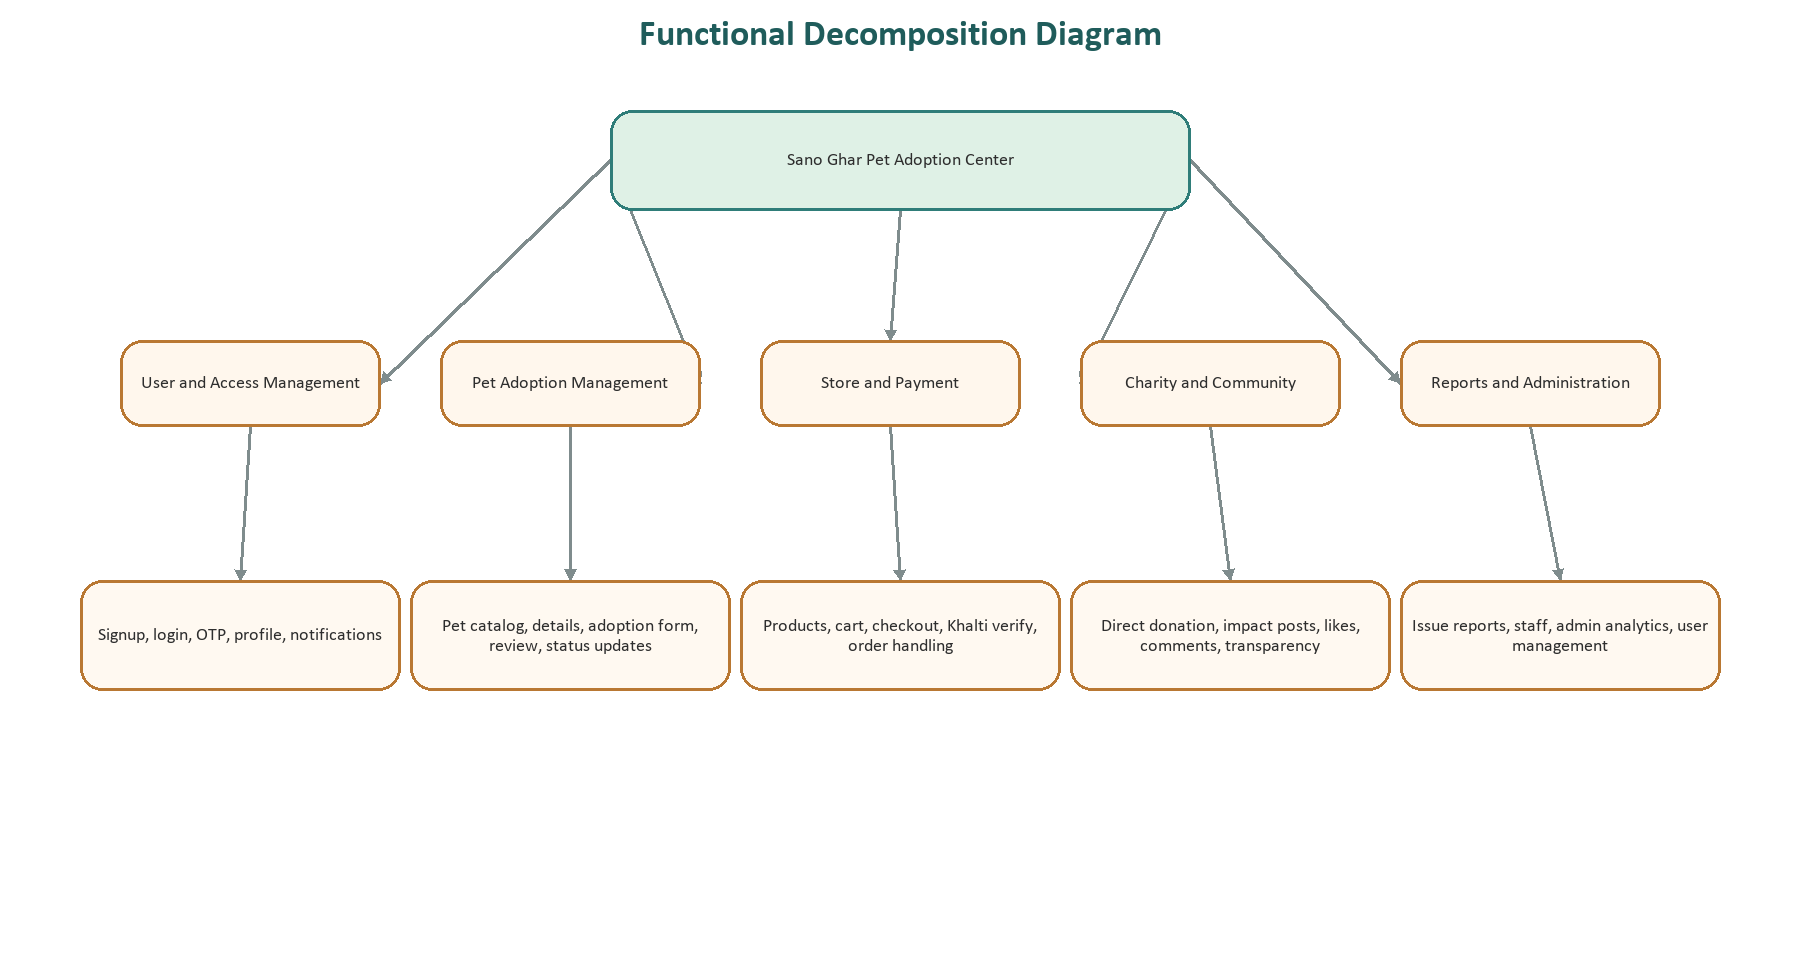 Functional Decomposition Diagram
Sano Ghar Pet Adoption Center
User and Access Management
Pet Adoption Management
Store and Payment
Charity and Community
Reports and Administration
Signup, login, OTP, profile, notifications
Pet catalog, details, adoption form,
review, status updates
Products, cart, checkout, Khalti verify,
order handling
Direct donation, impact posts, likes,
comments, transparency
Issue reports, staff, admin analytics, user
management